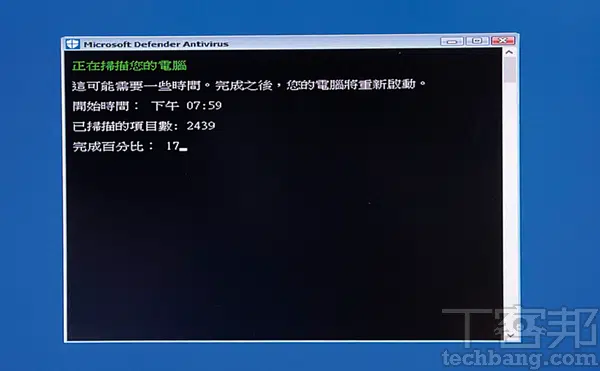 Microsoft Defender Antivirus
正在掃描您的電腦
這可能需要一些時間。完成之後，您的電腦將重新啟動。
開始時間： 下午 07:59
已掃描的項目數: 2439
完成百分比： 17
T客邦
techbang.com